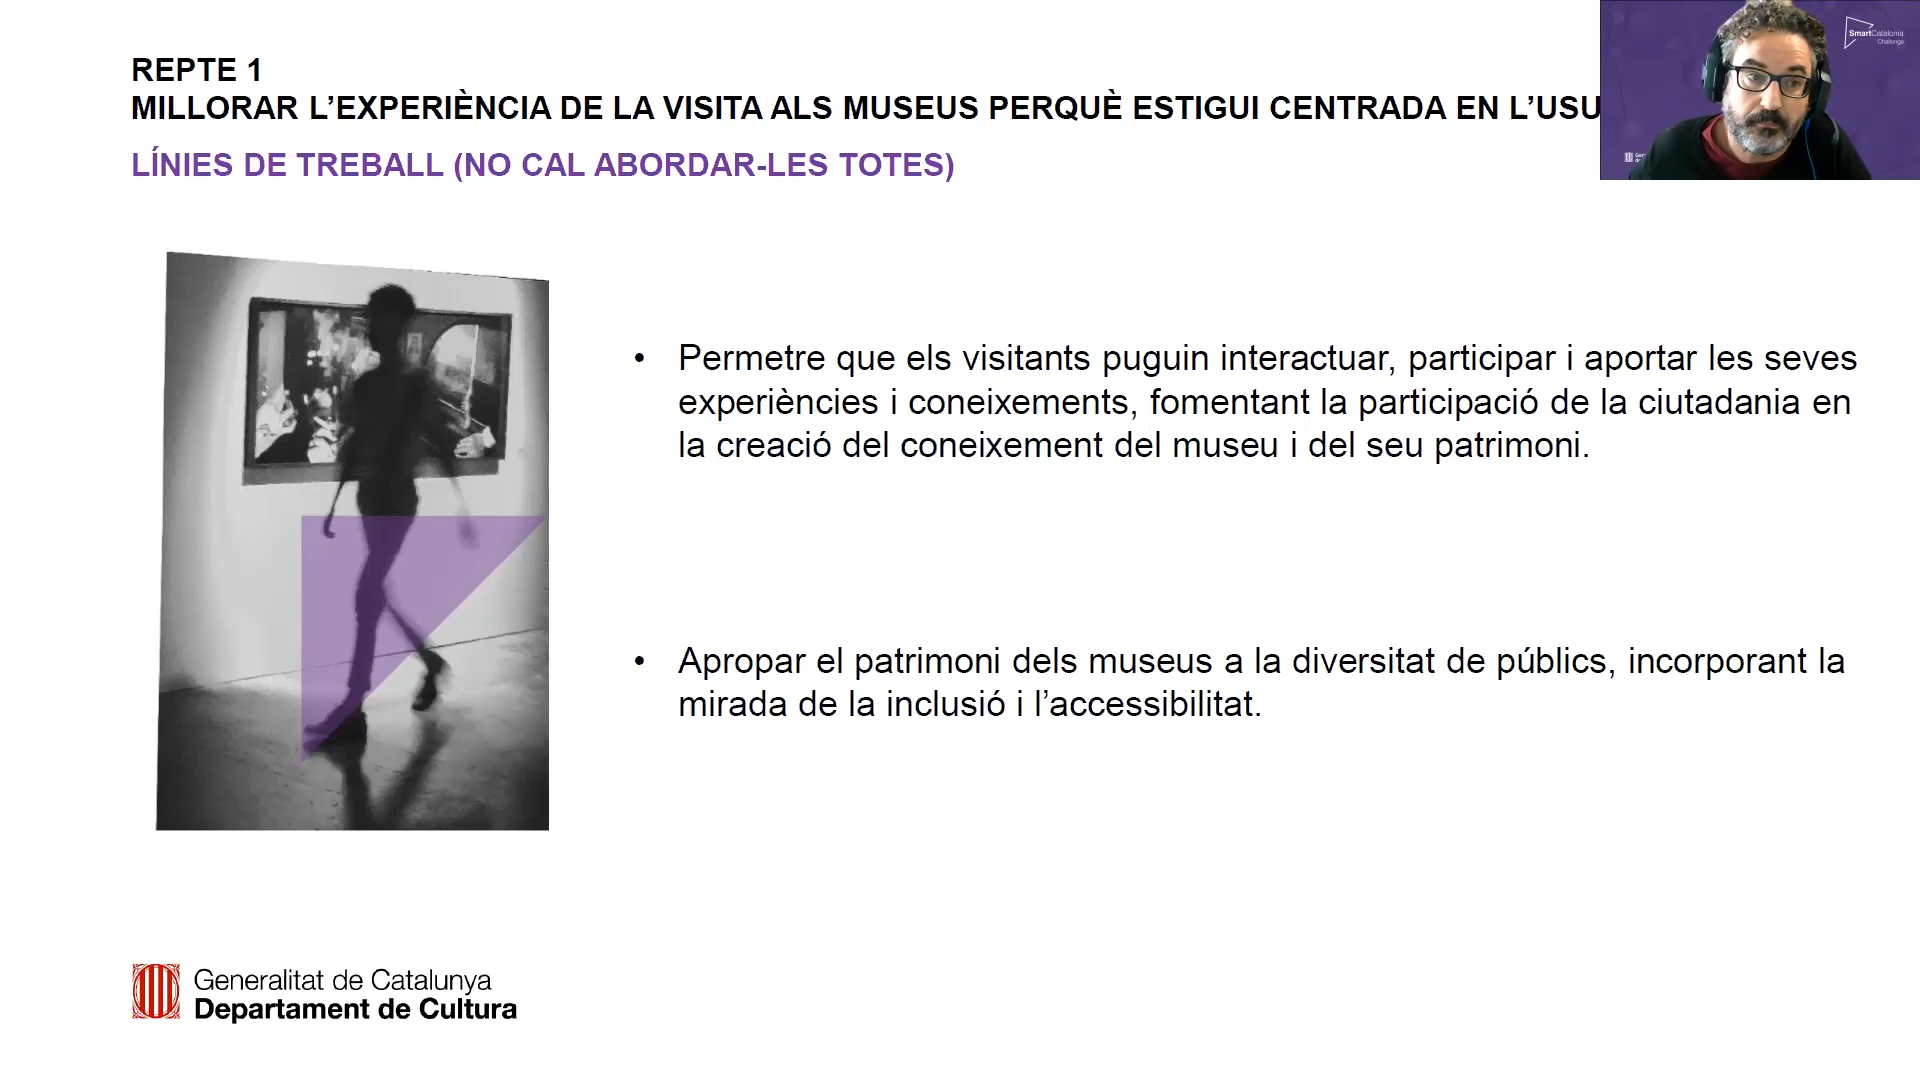 REPTE 1
MILLORAR L’EXPERIÈNCIA DE LA VISITA ALS MUSEUS PERQUÈ ESTIGUI CENTRADA EN L’USU
LÍNIES DE TREBALL (NO CAL ABORDAR-LES TOTES)
SmartCatalonia
Challenge
• Permetre que els visitants puguin interactuar, participar i aportar les seves
experiències i coneixements, fomentant la participació de la ciutadania en
la creació del coneixement del museu i del seu patrimoni.
• Apropar el patrimoni dels museus a la diversitat de públics, incorporant la
mirada de la inclusió i l’accessibilitat.
Generalitat de Catalunya
Departament de Cultura